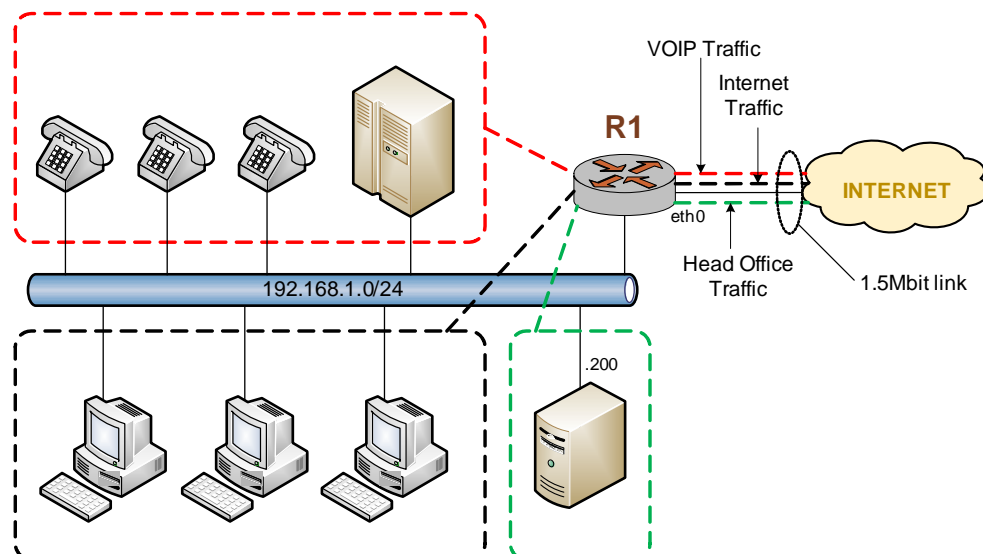 VOIP Traffic
Internet
Traffic
R1
INTERNET
eth0
Head Office
Traffic
1.5Mbit link
192.168.1.0/24
.200